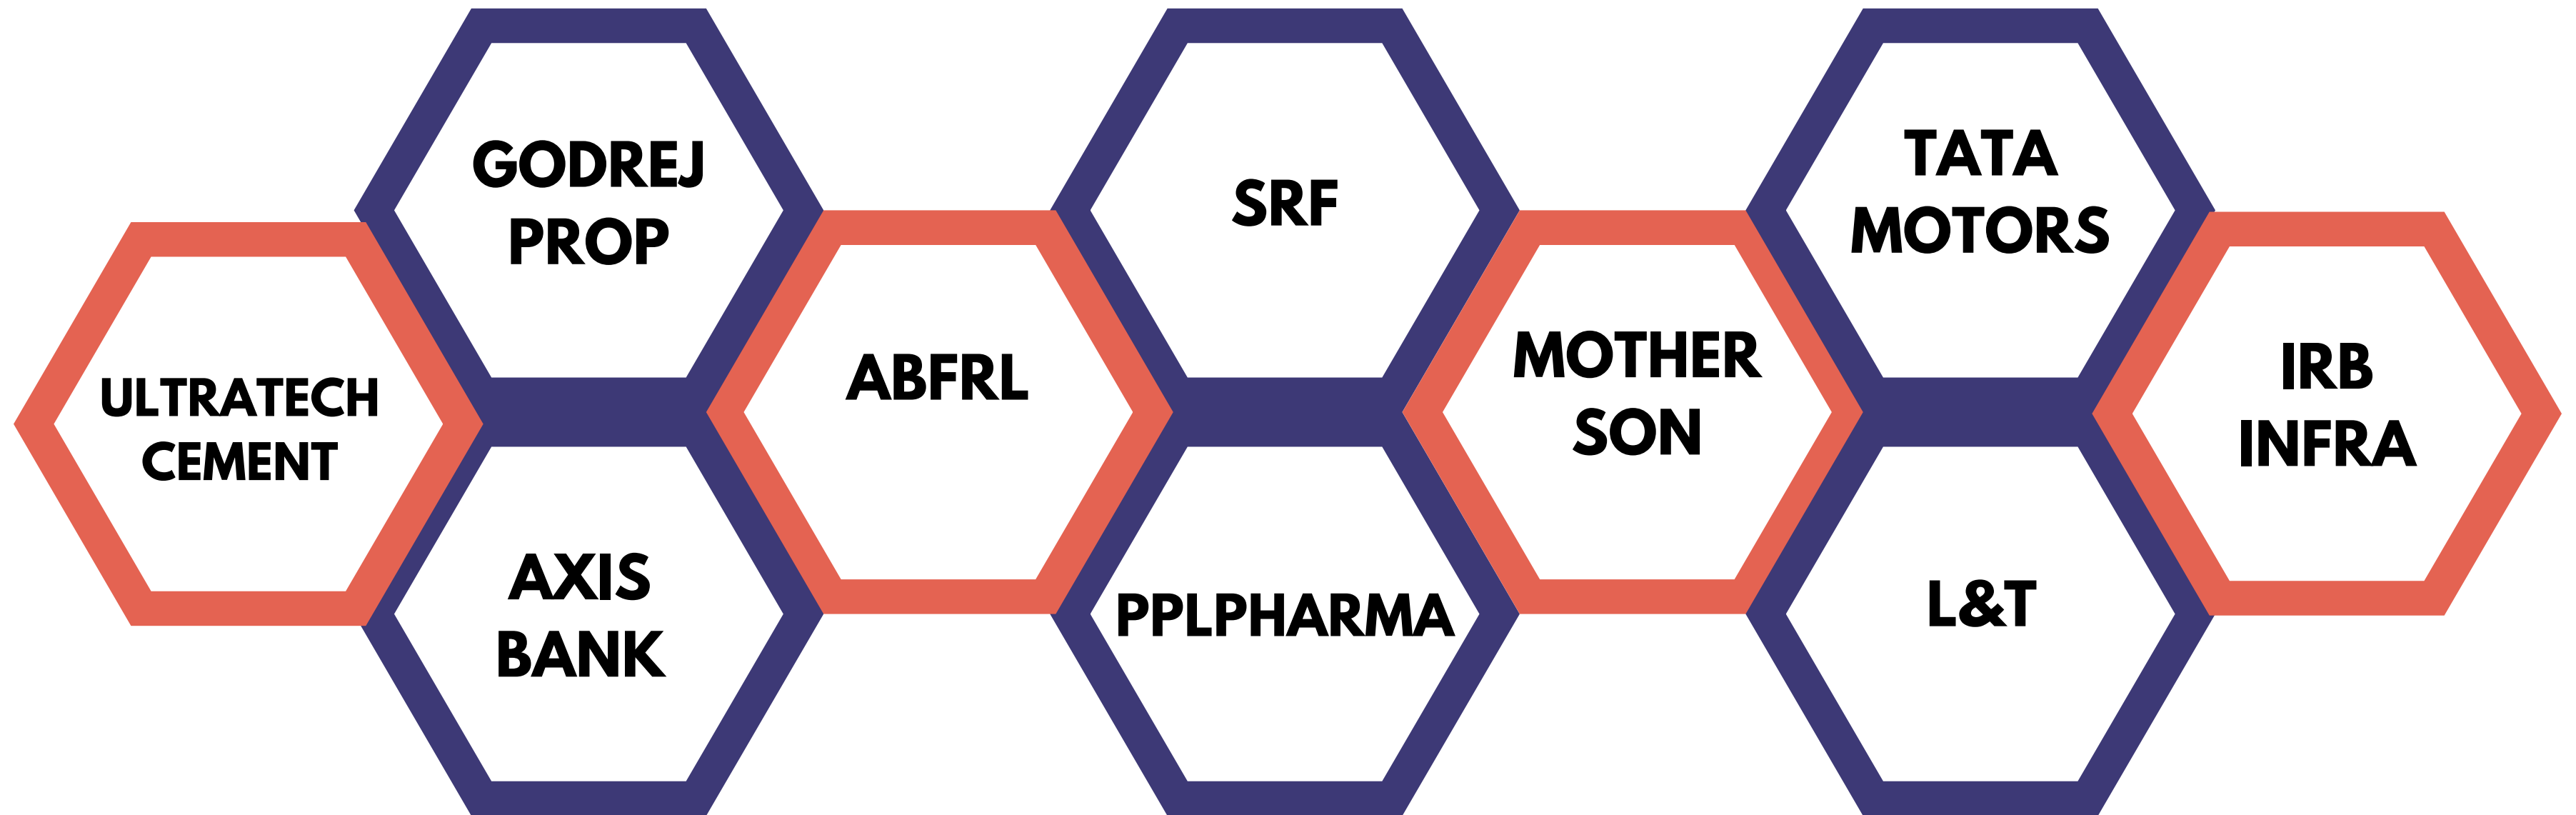 ULTRATECH
CEMENT
GODREJ
PROP
AXIS
BANK
ABFRL
SRF
PPLPHARMA
MOTHER
SON
TATA
MOTORS
L&T
IRB
INFRA